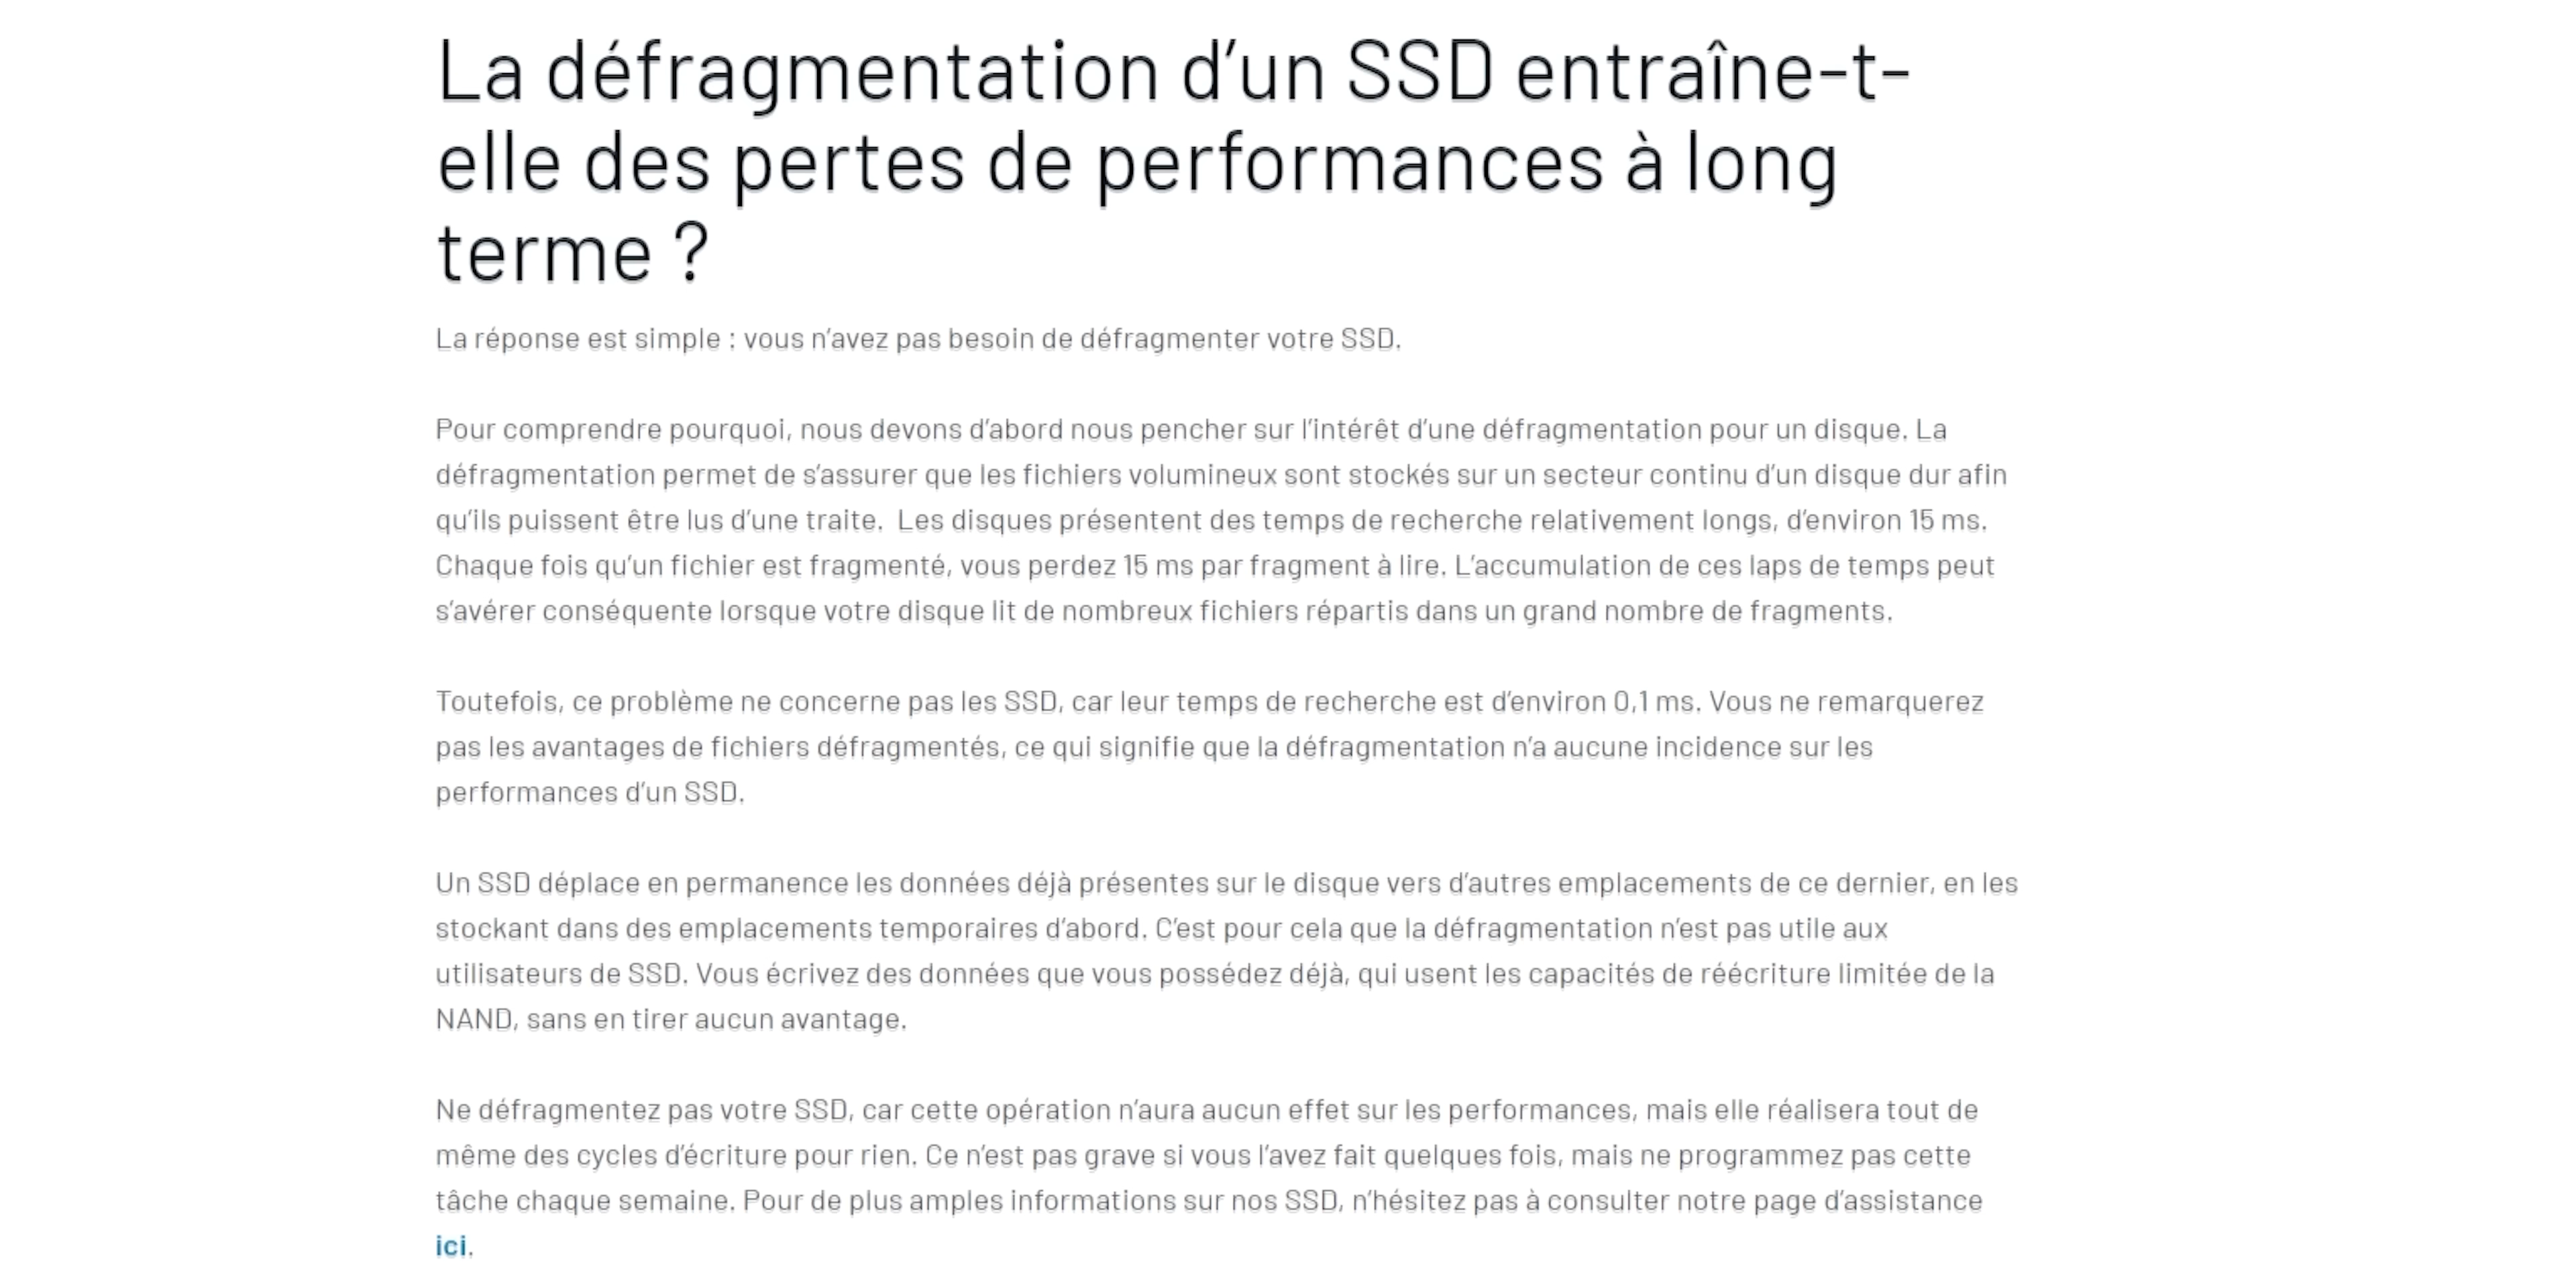 La défragmentation d’un SSD entraîne-t-
elle des pertes de performances à long
terme ?
La réponse est simple : vous n’avez pas besoin de défragmenter votre SSD.
Pour comprendre pourquoi, nous devons d’abord nous pencher sur l’intérêt d’une défragmentation pour un disque. La
défragmentation permet de s’assurer que les fichiers volumineux sont stockés sur un secteur continu d’un disque dur afin
qu’ils puissent être lus d’une traite.  Les disques présentent des temps de recherche relativement longs, d’environ 15 ms.
Chaque fois qu’un fichier est fragmenté, vous perdez 15 ms par fragment à lire. L’accumulation de ces laps de temps peut
s’avérer conséquente lorsque votre disque lit de nombreux fichiers répartis dans un grand nombre de fragments.
Toutefois, ce problème ne concerne pas les SSD, car leur temps de recherche est d’environ 0,1 ms. Vous ne remarquerez
pas les avantages de fichiers défragmentés, ce qui signifie que la défragmentation n’a aucune incidence sur les
performances d’un SSD.
Un SSD déplace en permanence les données déjà présentes sur le disque vers d’autres emplacements de ce dernier, en les
stockant dans des emplacements temporaires d’abord. C’est pour cela que la défragmentation n’est pas utile aux
utilisateurs de SSD. Vous écrivez des données que vous possédez déjà, qui usent les capacités de réécriture limitée de la
NAND, sans en tirer aucun avantage.
Ne défragmentez pas votre SSD, car cette opération n’aura aucun effet sur les performances, mais elle réalisera tout de
même des cycles d’écriture pour rien. Ce n’est pas grave si vous l’avez fait quelques fois, mais ne programmez pas cette
tâche chaque semaine. Pour de plus amples informations sur nos SSD, n’hésitez pas à consulter notre page d’assistance
ici.